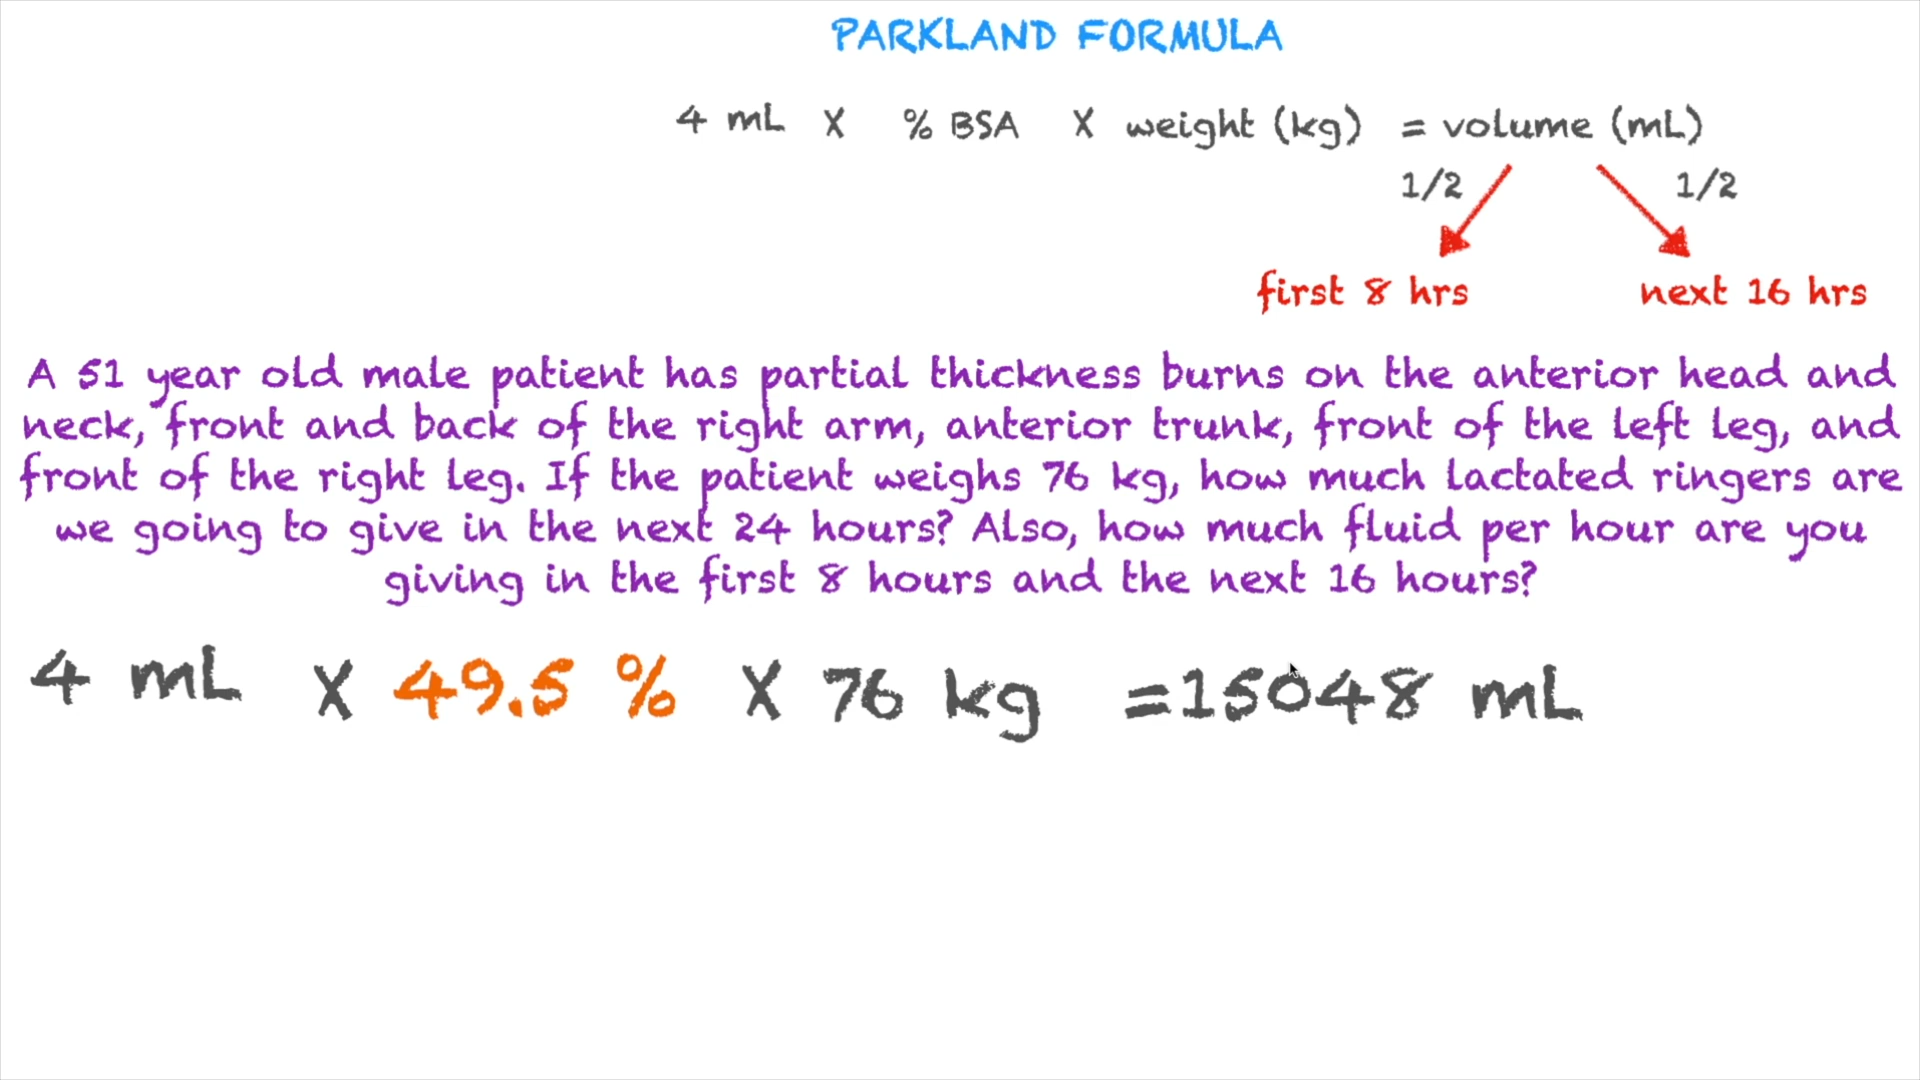 PARKLAND FORMULA
4 mL X % BSA X weight (kg) = volume (mL)
1/2 1/2
first 8 hrs next 16 hrs
A 51 year old male patient has partial thickness burns on the anterior head and
neck, front and back of the right arm, anterior trunk, front of the left leg, and
front of the right leg. If the patient weighs 76 kg, how much lactated ringers are
we going to give in the next 24 hours? Also, how much fluid per hour are you
giving in the first 8 hours and the next 16 hours?
4 mL X 49.5 % X 76 kg =15048 mL